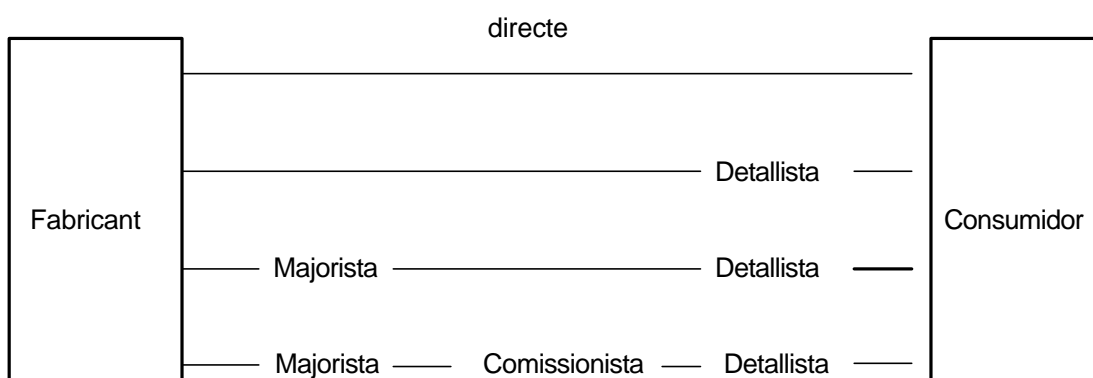 directe
Detallista
Fabricant
Consumidor
Majorista Detallista
Majorista Comissionista Detallista